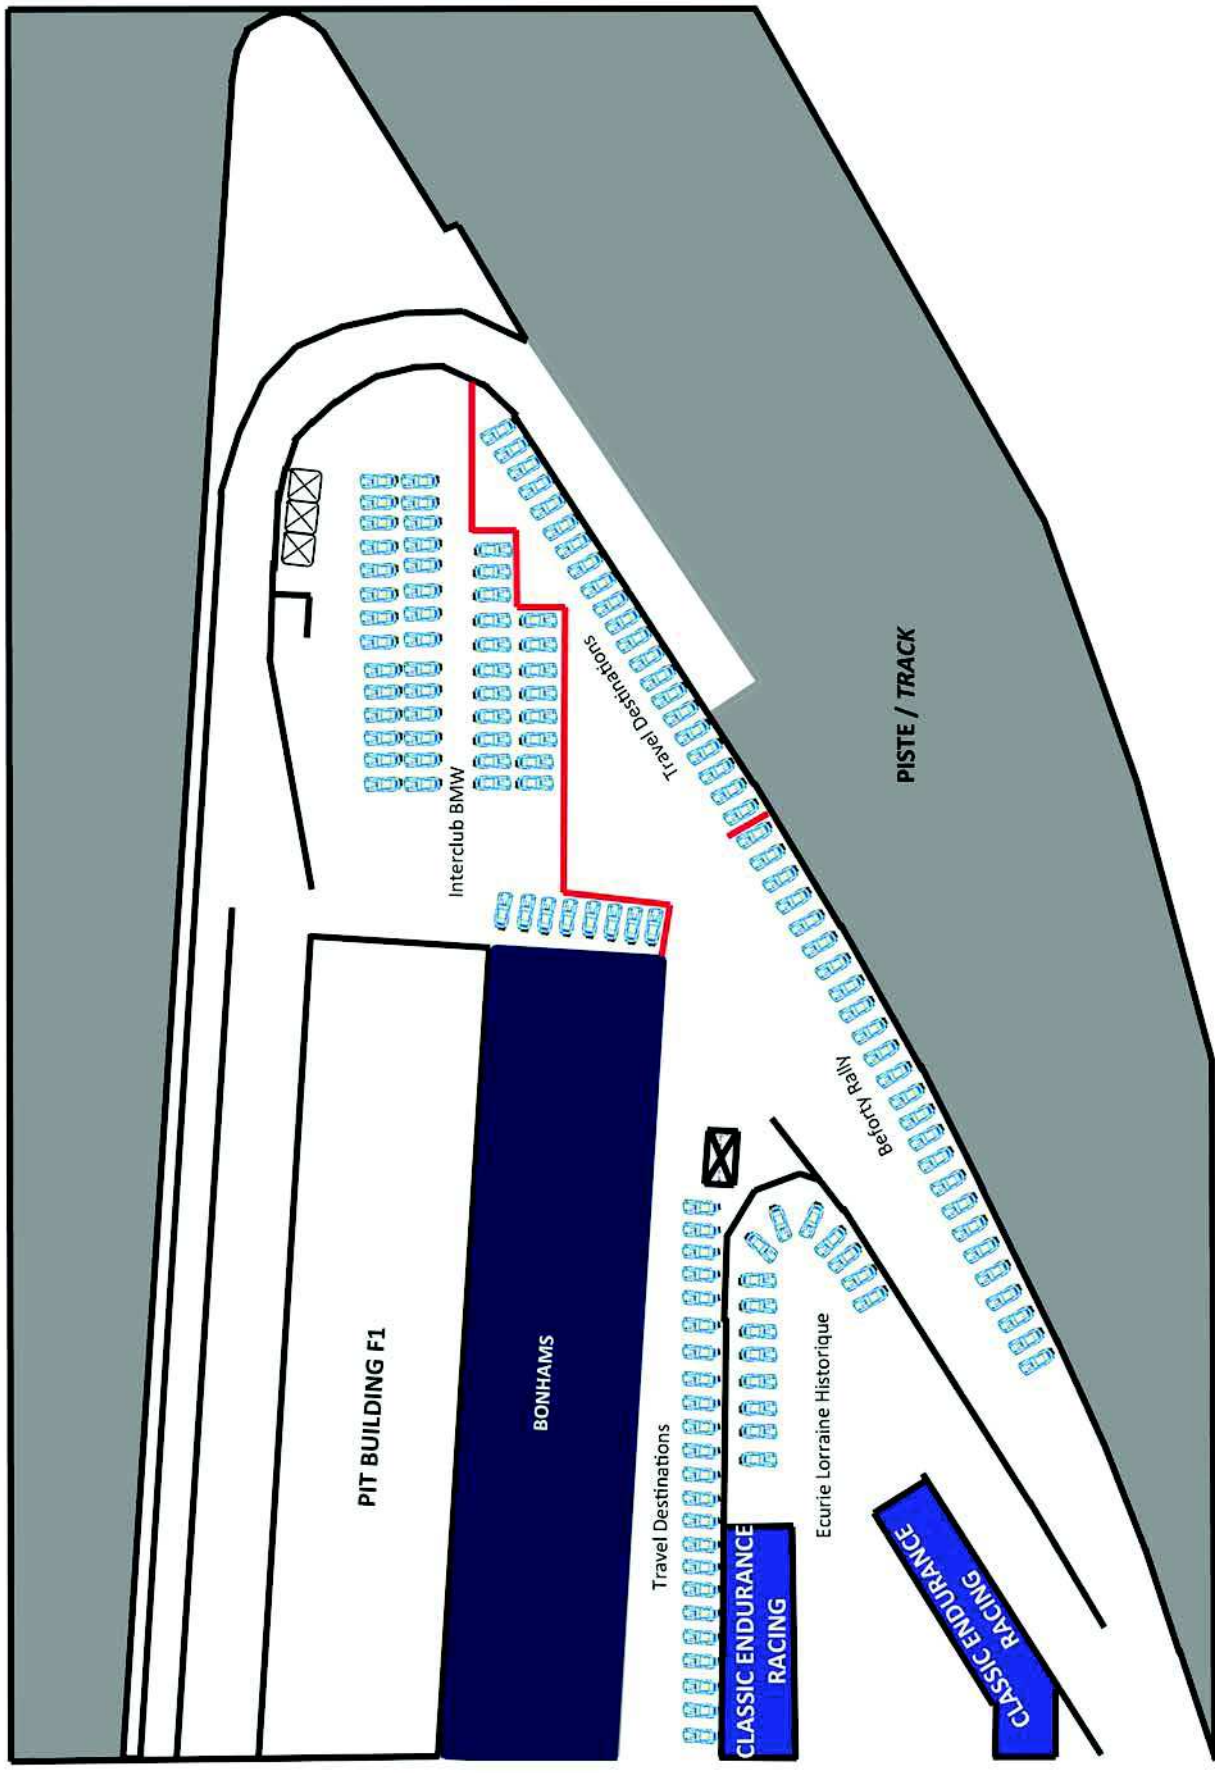 PISTE / TRACK
Travel Destinations
Interclub BMW
Beforty Rally
PIT BUILDING F1
BONHAMS
Travel Destinations
Ecurie Lorraine Historique
CLASSIC ENDURANCE
RACING
CLASSIC ENDURANCE
RACING